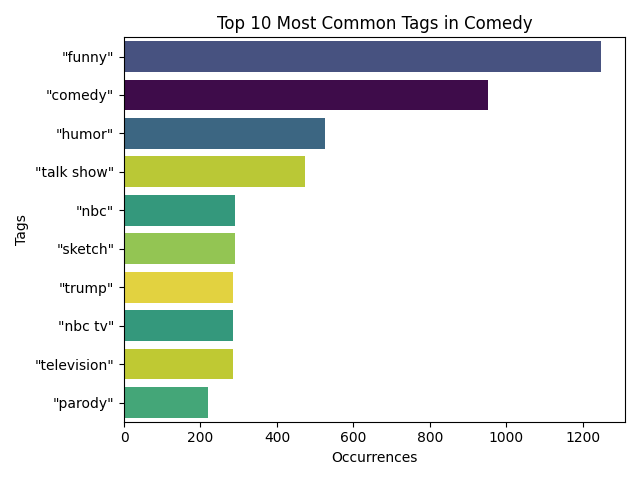 Top 10 Most Common Tags in Comedy
"funny"
"comedy"
"humor"
"talk show"
"nbc"
"sketch"
"trump"
"nbc tv"
"television"
"parody"
Tags
0 200 400 600 800 1000 1200
Occurrences